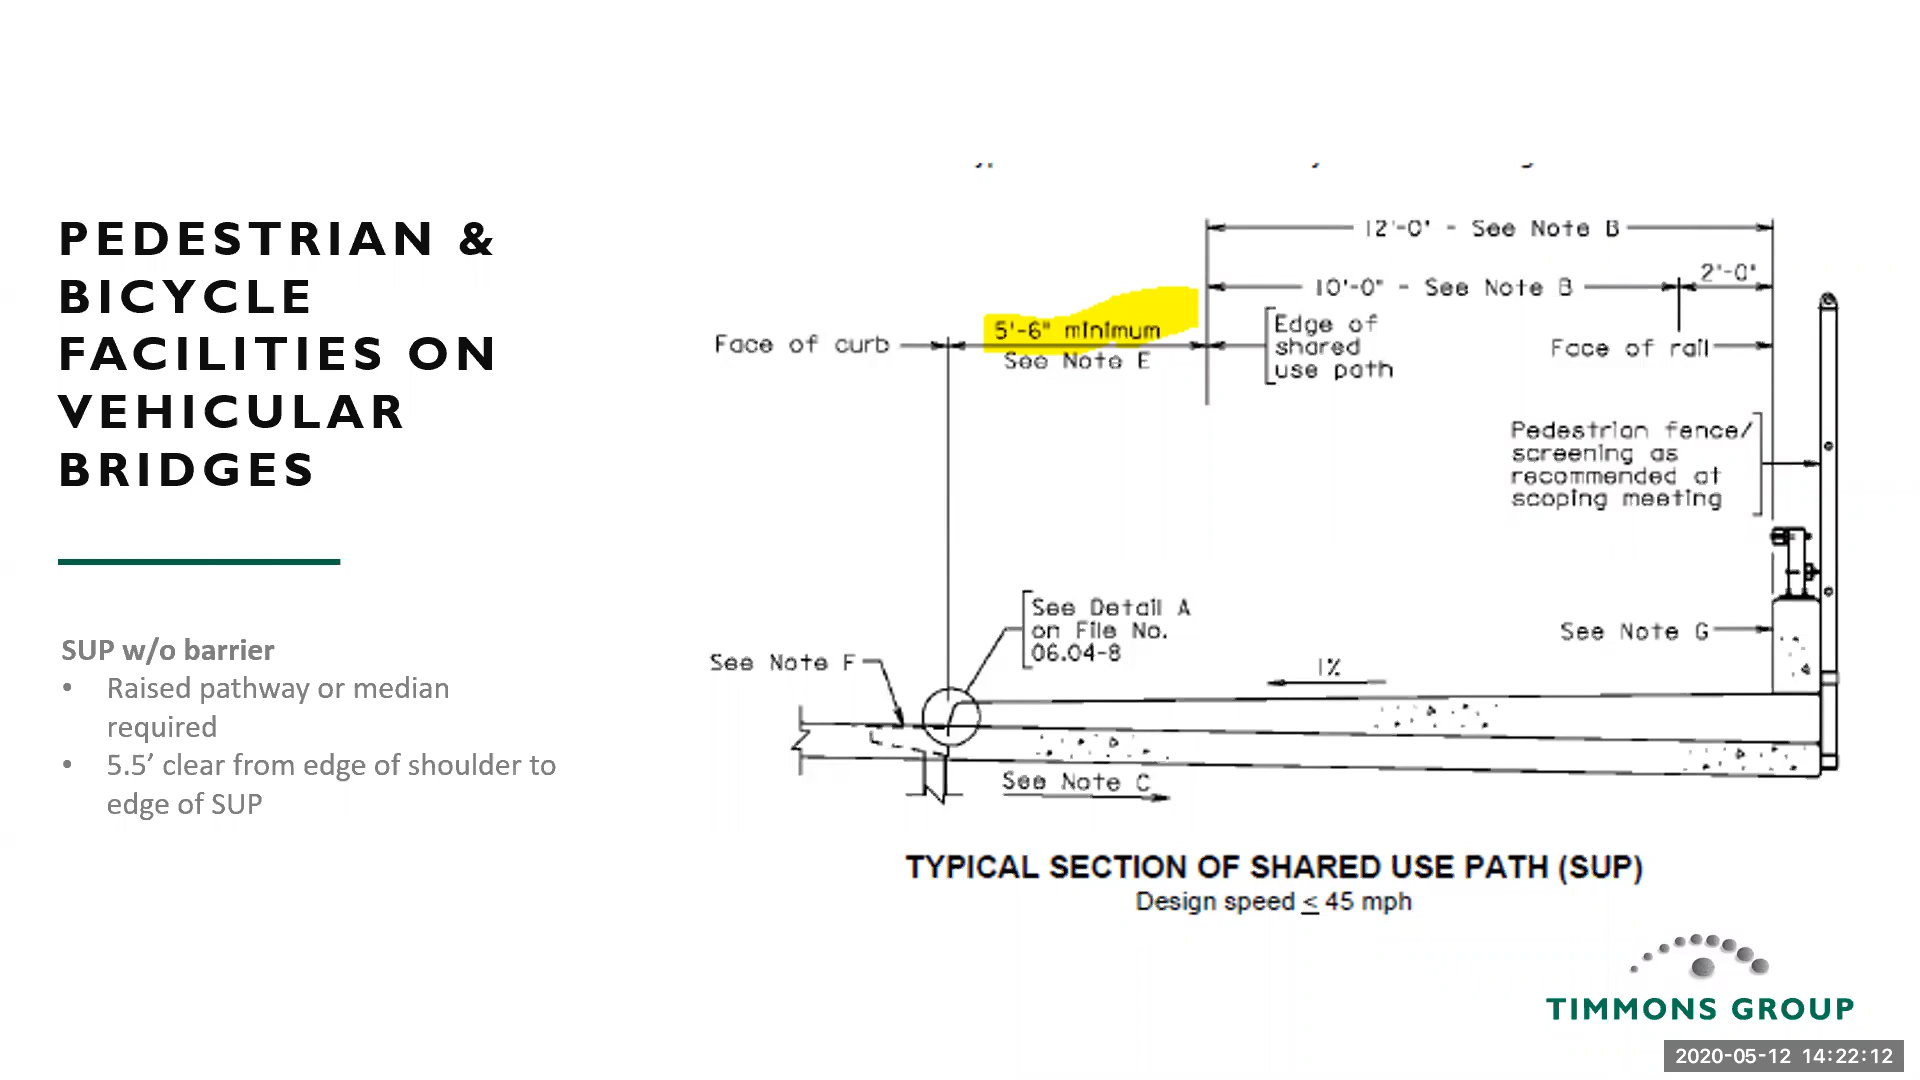 PEDESTRIAN &
BICYCLE
FACILITIES ON
VEHICULAR
BRIDGES
SUP w/o barrier
• Raised pathway or median
required
• 5.5’ clear from edge of shoulder to
edge of SUP
12'-0" - See Note B
10'-0" - See Note B
2'-0"
Face of curb
5'-6" minimum
See Note E
Edge of
shared
use path
Face of rail
Pedestrian fence/
screening as
recommended at
scoping meeting
See Detail A
on File No.
06.04-8
See Note F
See Note G
1%
See Note C
TYPICAL SECTION OF SHARED USE PATH (SUP)
Design speed ≤ 45 mph
TIMMONS GROUP
2020-05-12 14:22:12